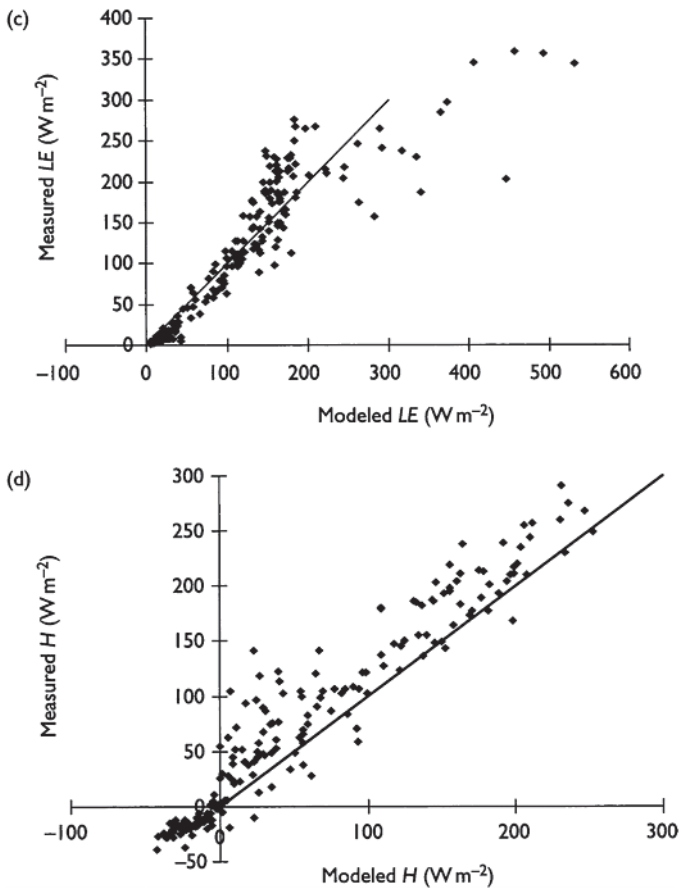 (c)
400
350
300
250
200
150
100
50
0
Measured LE (W m−2)
−100 0 100 200 300 400 500 600
Modeled LE (W m−2)
(d)
300
250
200
150
100
50
0
−50
Measured H (W m−2)
−100 0 100 200 300
Modeled H (W m−2)